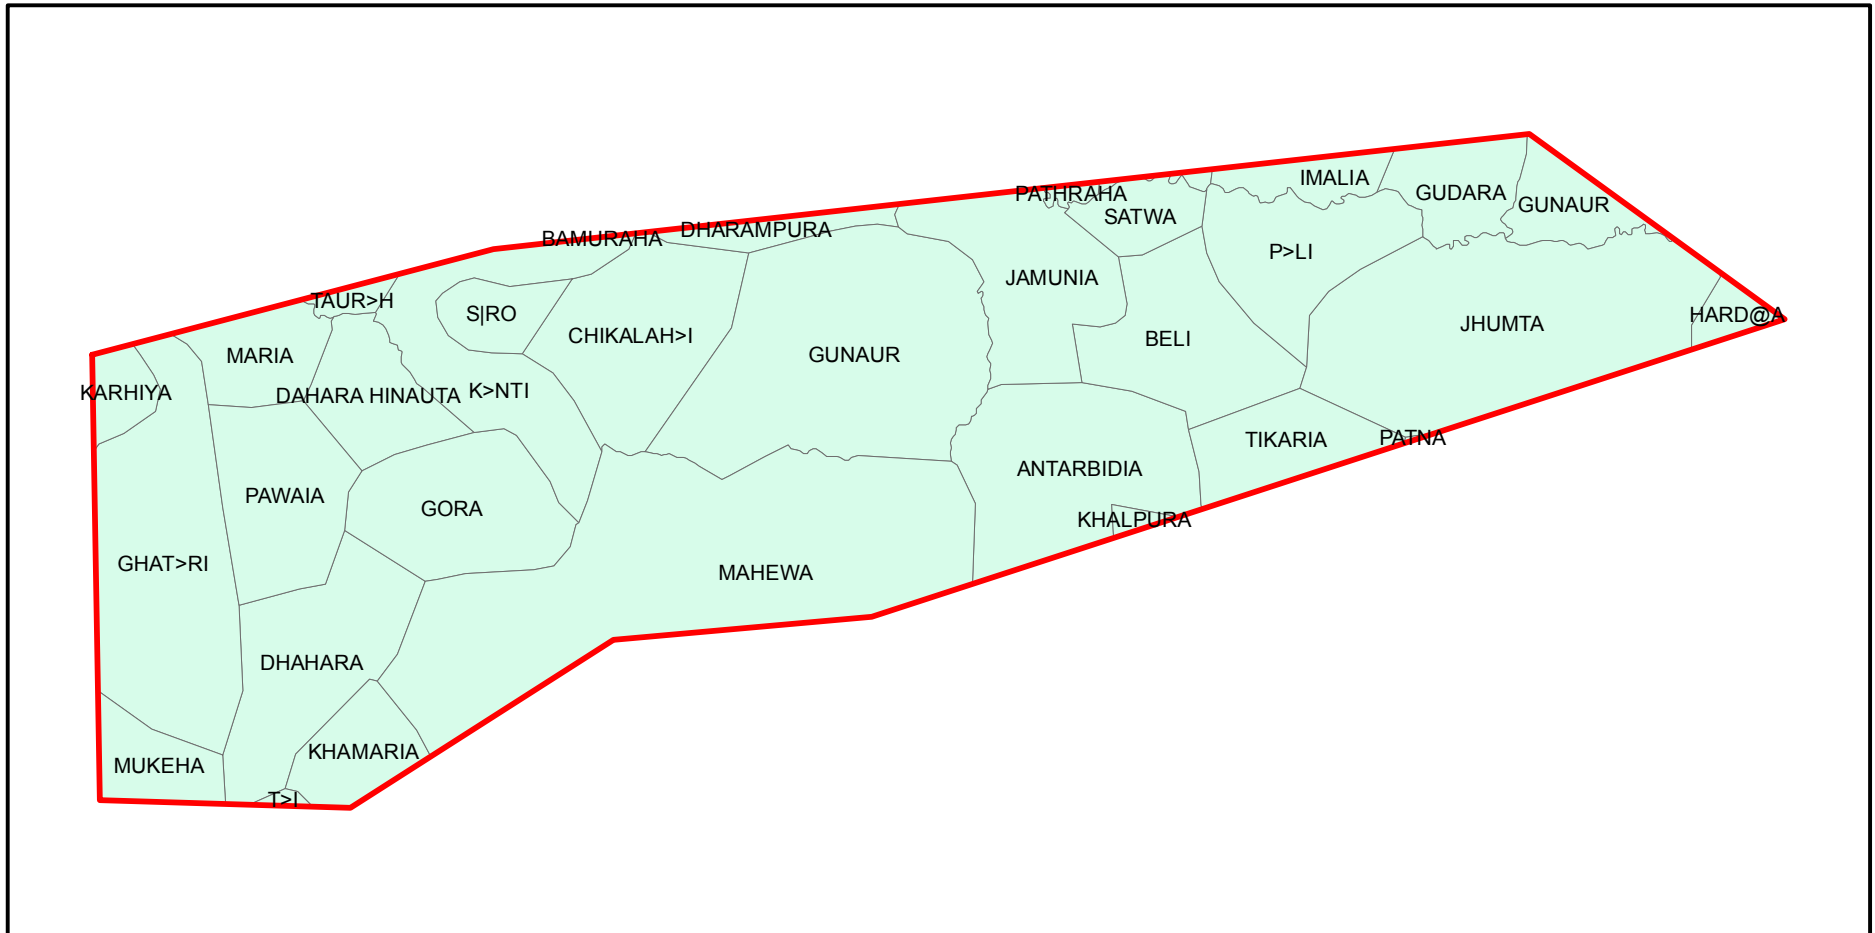 IMALIA
PATHRAHA
GUDARA
GUNAUR
SATWA
DHARAMPURA
BAMURAHA
P>LI
JAMUNIA
TAUR>H
S|RO
HARD@A
JHUMTA
CHIKALAH>I
BELI
MARIA
GUNAUR
KARHIYA
DAHARA HINAUTA
K>NTI
PATNA
TIKARIA
ANTARBIDIA
PAWAIA
GORA
KHALPURA
GHAT>RI
MAHEWA
DHAHARA
KHAMARIA
MUKEHA
T>I